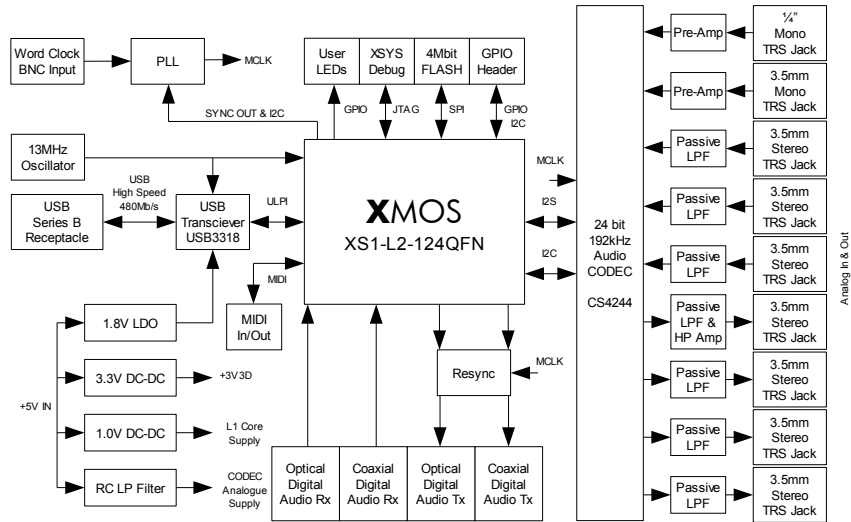 Word Clock
BNC Input
PLL
MCLK
User
LEDs
XSYS
Debug
4Mbit
FLASH
GPIO
Header
SYNC OUT & I2C
GPIO
JTAG
SPI
GPIO
I2C
13MHz
Oscillator
USB
High Speed
480Mb/s
USB
Series B
Receptacle
USB
Transciever
USB3318
ULPI
XMOS
XS1-L2-124QFN
MCLK
I2S
I2C
24 bit
192kHz
Audio
CODEC
CS4244
MIDI
MIDI
In/Out
+5V IN
1.8V LDO
3.3V DC-DC
+3V3D
1.0V DC-DC
L1 Core
Supply
RC LP Filter
CODEC
Analogue
Supply
Resync
MCLK
Optical
Digital
Audio Rx
Coaxial
Digital
Audio Rx
Optical
Digital
Audio Tx
Coaxial
Digital
Audio Tx
Pre-Amp
¼"
Mono
TRS Jack
Pre-Amp
3.5mm
Mono
TRS Jack
Passive
LPF
3.5mm
Stereo
TRS Jack
Passive
LPF
3.5mm
Stereo
TRS Jack
Passive
LPF
3.5mm
Stereo
TRS Jack
Passive
LPF &
HP Amp
3.5mm
Stereo
TRS Jack
Passive
LPF
3.5mm
Stereo
TRS Jack
Passive
LPF
3.5mm
Stereo
TRS Jack
Passive
LPF
3.5mm
Stereo
TRS Jack
Analog In & Out